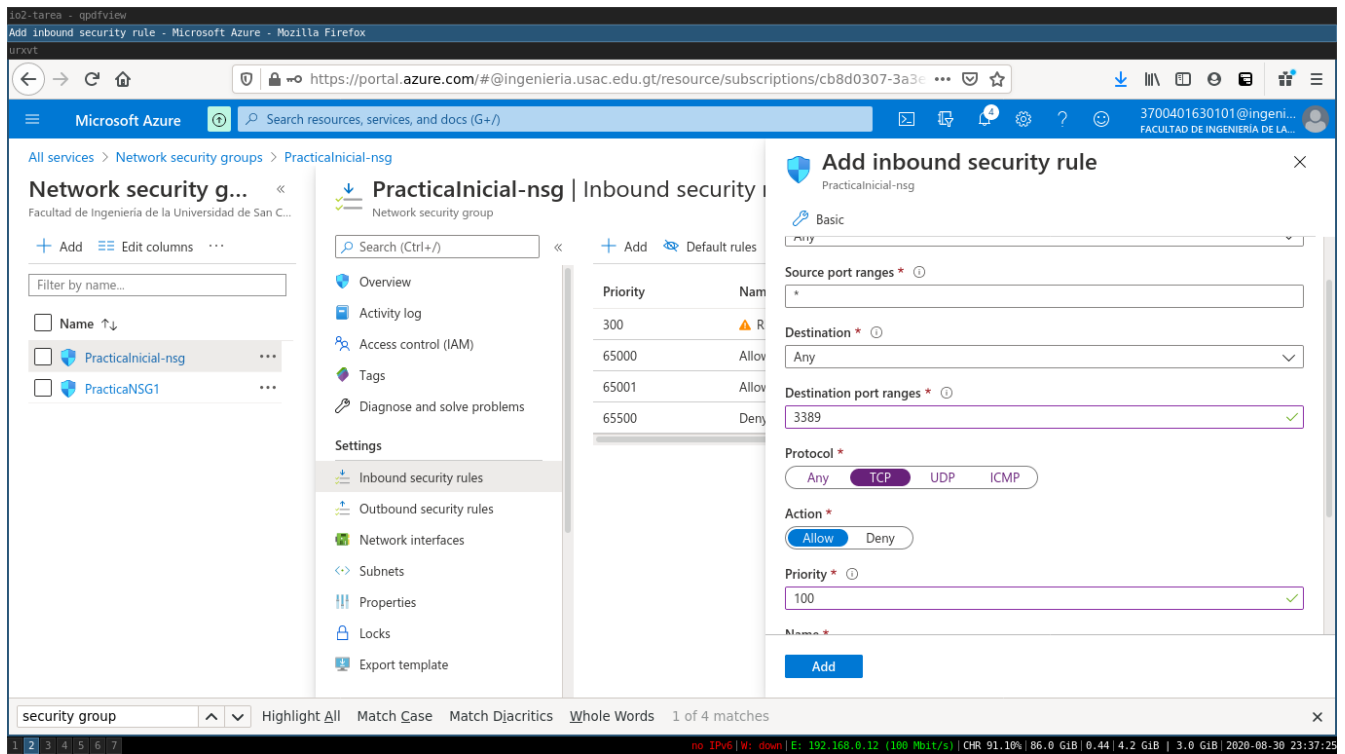 io2-tarea - qpdfview
Add inbound security rule - Microsoft Azure - Mozilla Firefox
urxvt
https://portal.azure.com/#@ingenieria.usac.edu.gt/resource/subscriptions/cb8d0307-3a3e
Microsoft Azure
Search resources, services, and docs (G+/)
4
37004016301​01@ingeni...
FACULTAD DE INGENIERÍA DE LA...
All services > Network security groups > PracticaInicial-nsg
Network security g...
«
Facultad de Ingenieria de la Universidad de San C...
+ Add
Edit columns
...
Filter by name...
Name ↑↓
PracticaInicial-nsg
...
PracticaNSG1
...
PracticaInicial-nsg | Inbound security r
Network security group
Search (Ctrl+/)
«
Overview
Activity log
Access control (IAM)
Tags
Diagnose and solve problems
Settings
Inbound security rules
Outbound security rules
Network interfaces
Subnets
Properties
Locks
Export template
+ Add
Default rules
Priority
Nam
300
R
65000
Allow
65001
Allow
65500
Deny
Add inbound security rule
PracticaInicial-nsg
Basic
Any
Source port ranges *
*
Destination *
Any
Destination port ranges *
3389
Protocol *
Any TCP UDP ICMP
Action *
Allow Deny
Priority *
100
Name *
Add
security group
Highlight All
Match Case
Match Diacritics
Whole Words
1 of 4 matches
1 2 3 4 5 6 7
no IPv6|W: down|E: 192.168.0.12 (100 Mbit/s)|CHR 91.10%|86.0 GiB|0.44|4.2 GiB | 3.0 GiB|2020-08-30 23:37:25